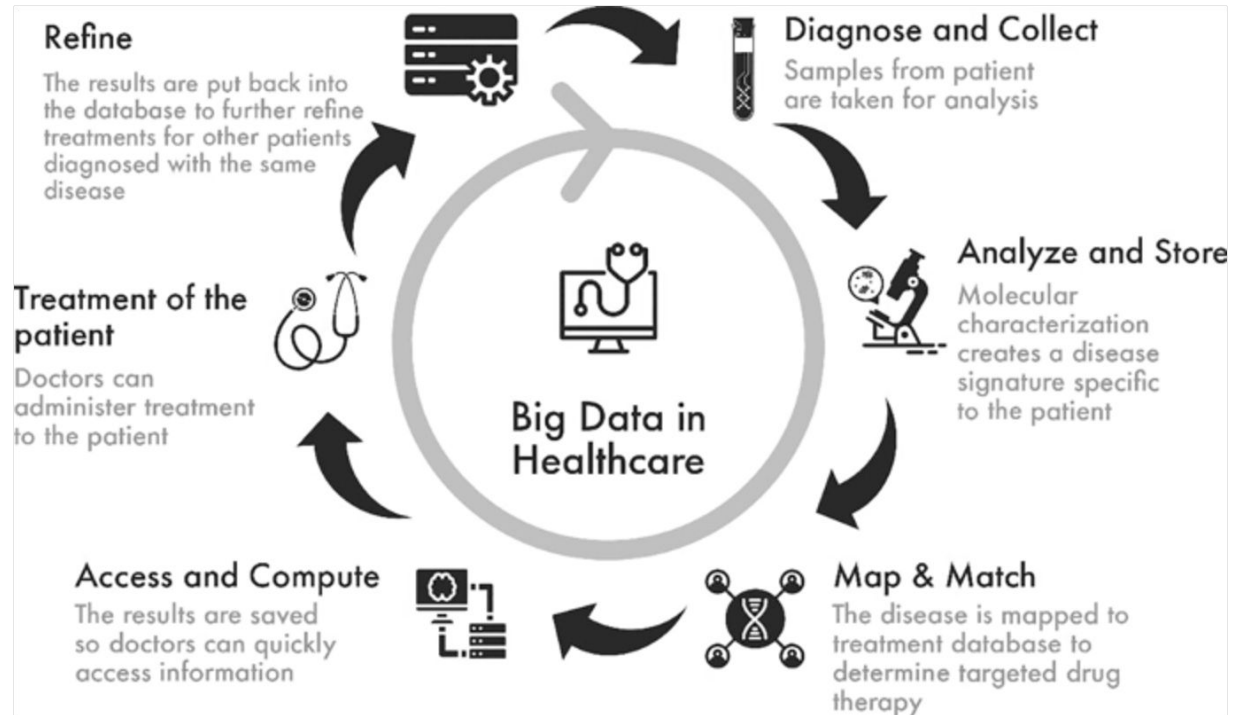 Refine
The results are put back into
the database to further refine
treatments for other patients
diagnosed with the same
disease
Diagnose and Collect
Samples from patient
are taken for analysis
Analyze and Store
Molecular
characterization
creates a disease
signature specific
to the patient
Map & Match
The disease is mapped to
treatment database to
determine targeted drug
therapy
Access and Compute
The results are saved
so doctors can quickly
access information
Treatment of the
patient
Doctors can
administer treatment
to the patient
Big Data in
Healthcare